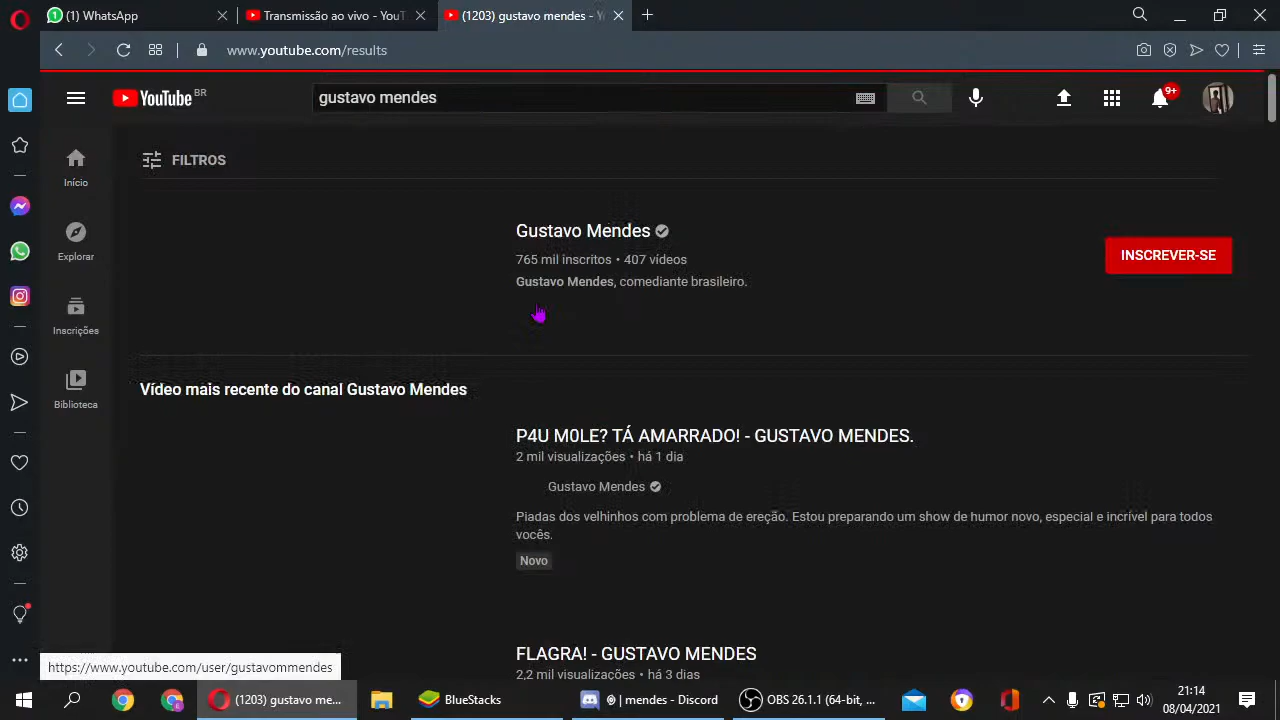 (1) WhatsApp
Transmissão ao vivo - YouT
(1203) gustavo mendes - Yo
www.youtube.com/results
YouTube BR
gustavo mendes
9+
FILTROS
Início
Explorar
Inscrições
Biblioteca
Gustavo Mendes
765 mil inscritos • 407 vídeos
Gustavo Mendes, comediante brasileiro.
INSCREVER-SE
Vídeo mais recente do canal Gustavo Mendes
P4U M0LE? TÁ AMARRADO! - GUSTAVO MENDES.
2 mil visualizações • há 1 dia
Gustavo Mendes
Piadas dos velhinhos com problema de ereção. Estou preparando um show de humor novo, especial e incrível para todos
vocês.
Novo
FLAGRA! - GUSTAVO MENDES
2,2 mil visualizações • há 3 dias
https://www.youtube.com/user/gustavommendes
(1203) gustavo me...
BlueStacks
| mendes - Discord
OBS 26.1.1 (64-bit, ...
21:14
08/04/2021